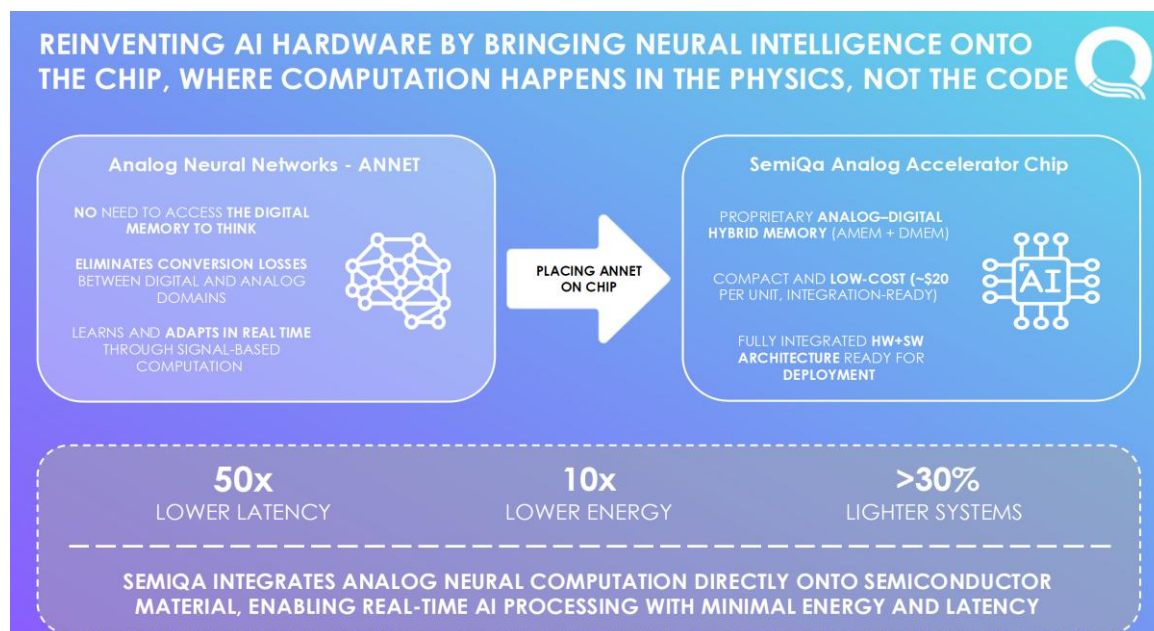 REINVENTING AI HARDWARE BY BRINGING NEURAL INTELLIGENCE ONTO
THE CHIP, WHERE COMPUTATION HAPPENS IN THE PHYSICS, NOT THE CODE
Analog Neural Networks - ANNET
NO NEED TO ACCESS THE DIGITAL
MEMORY TO THINK
ELIMINATES CONVERSION LOSSES
BETWEEN DIGITAL AND ANALOG
DOMAINS
LEARNS AND ADAPTS IN REAL TIME
THROUGH SIGNAL-BASED
COMPUTATION
PLACING ANNET
ON CHIP
SemiQa Analog Accelerator Chip
PROPRIETARY ANALOG–DIGITAL
HYBRID MEMORY (AMEM + DMEM)
COMPACT AND LOW-COST (~$20
PER UNIT, INTEGRATION-READY)
FULLY INTEGRATED HW+SW
ARCHITECTURE READY FOR
DEPLOYMENT
AI
50x
LOWER LATENCY
10x
LOWER ENERGY
>30%
LIGHTER SYSTEMS
SEMIQA INTEGRATES ANALOG NEURAL COMPUTATION DIRECTLY ONTO SEMICONDUCTOR
MATERIAL, ENABLING REAL-TIME AI PROCESSING WITH MINIMAL ENERGY AND LATENCY